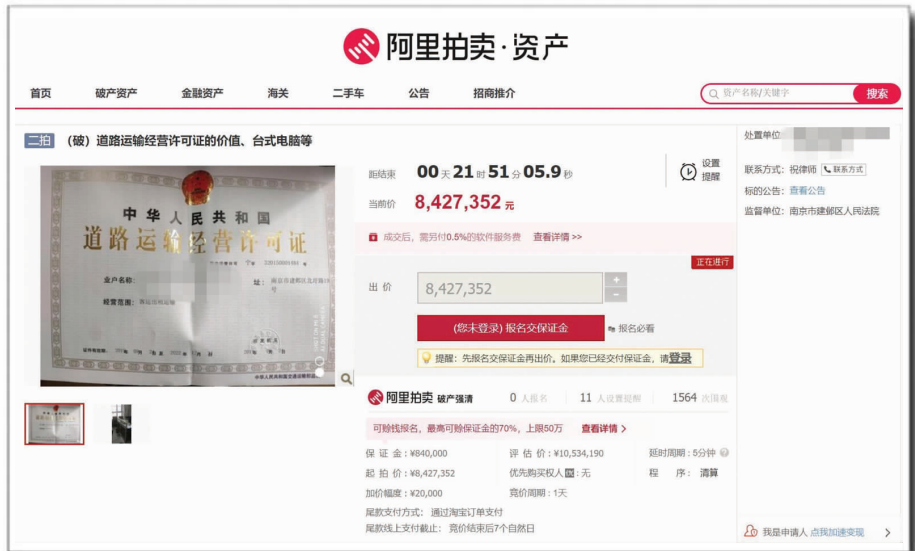 阿里拍卖·资产
首页 破产资产 金融资产 海关 二手车 公告 招商推介
资产名称/关键字 搜索
二拍 （破）道路运输经营许可证的价值、台式电脑等
中华人民共和国
道路运输经营许可证
业户名称:
址:
经营范围:
距结束 00 天 21 时 51 分 05.9 秒
设置提醒
当前价 8,427,352 元
成交后，需另付0.5%的软件服务费 查看详情 >>
正在进行
出 价 8,427,352 + -
(您未登录) 报名交保证金 报名必看
提醒：先报名交保证金再出价。如果您已经交付保证金，请登录
阿里拍卖 破产强清 0 人报名 11 人设置提醒 1564 次围观
可赊钱报名，最高可赊保证金的70%，上限50万 查看详情 >
保 证 金 : ¥840,000 评 估 价 : ¥10,534,190 延时周期 : 5分钟
起 拍 价 : ¥8,427,352 优先购买权人 : 无 程 序: 清算
加价幅度 : ¥20,000 竞价周期 : 1天
尾款支付方式: 通过淘宝订单支付
尾款线上支付截止: 竞价结束后7个自然日
处置单位
联系方式: 祝律师 联系方式
标的公告: 查看公告
监督单位: 南京市建邺区人民法院
我是申请人 点我加速变现 >